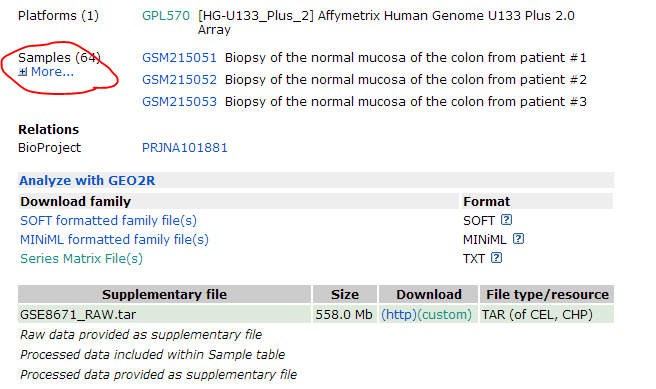 Platforms (1) GPL570 [HG-U133_Plus_2] Affymetrix Human Genome U133 Plus 2.0
Array
Samples (64) GSM215051 Biopsy of the normal mucosa of the colon from patient #1
More... GSM215052 Biopsy of the normal mucosa of the colon from patient #2
GSM215053 Biopsy of the normal mucosa of the colon from patient #3
Relations
BioProject PRJNA101881
Analyze with GEO2R
Download family Format
SOFT formatted family file(s) SOFT ?
MINiML formatted family file(s) MINiML ?
Series Matrix File(s) TXT ?
Supplementary file Size Download File type/resource
GSE8671_RAW.tar 558.0 Mb (http)(custom) TAR (of CEL, CHP)
Raw data provided as supplementary file
Processed data included within Sample table
Processed data provided as supplementary file